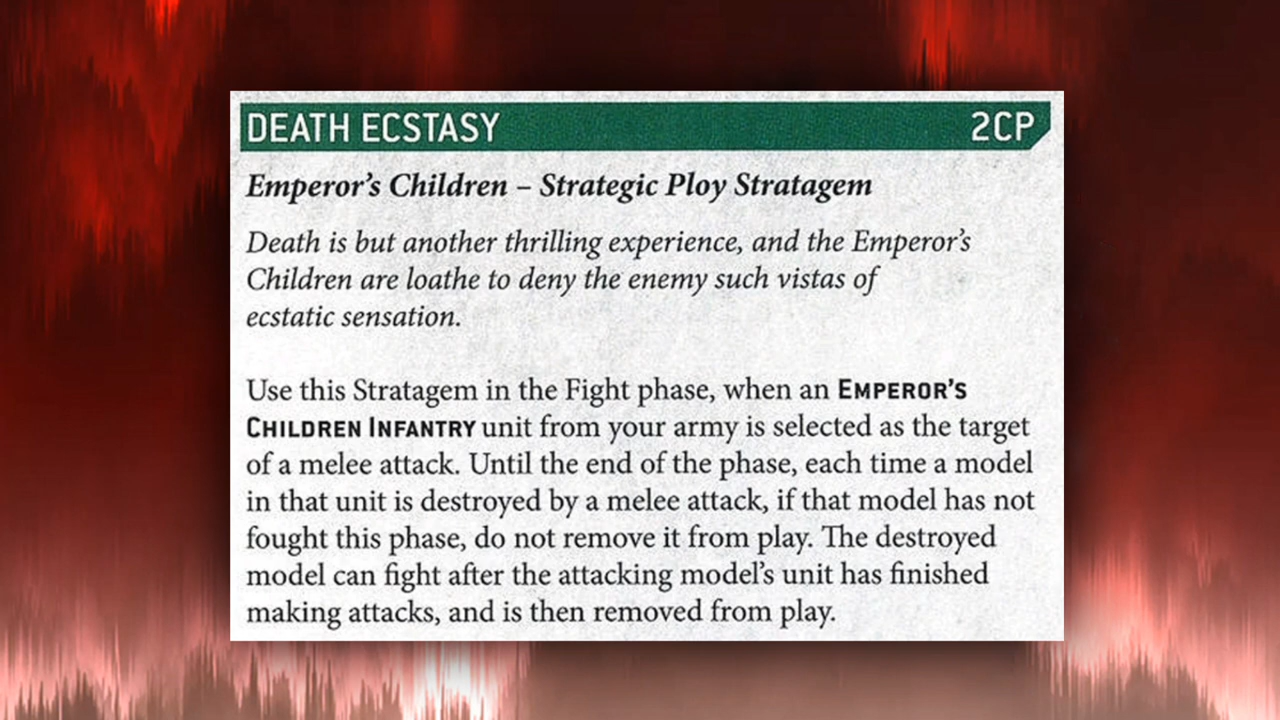 DEATH ECSTASY 2CP
Emperor's Children – Strategic Ploy Stratagem
Death is but another thrilling experience, and the Emperor's
Children are loathe to deny the enemy such vistas of
ecstatic sensation.
Use this Stratagem in the Fight phase, when an EMPEROR'S
CHILDREN INFANTRY unit from your army is selected as the target
of a melee attack. Until the end of the phase, each time a model
in that unit is destroyed by a melee attack, if that model has not
fought this phase, do not remove it from play. The destroyed
model can fight after the attacking model's unit has finished
making attacks, and is then removed from play.